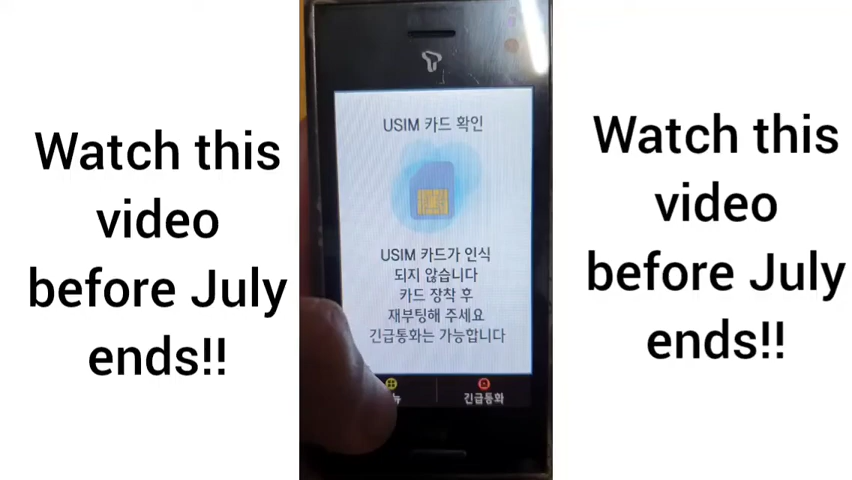 Watch this
video
before July
ends!!
USIM 카드 확인
USIM 카드가 인식
되지 않습니다
카드 장착 후
재부팅해 주세요
긴급통화는 가능합니다
긴급통화
Watch this
video
before July
ends!!